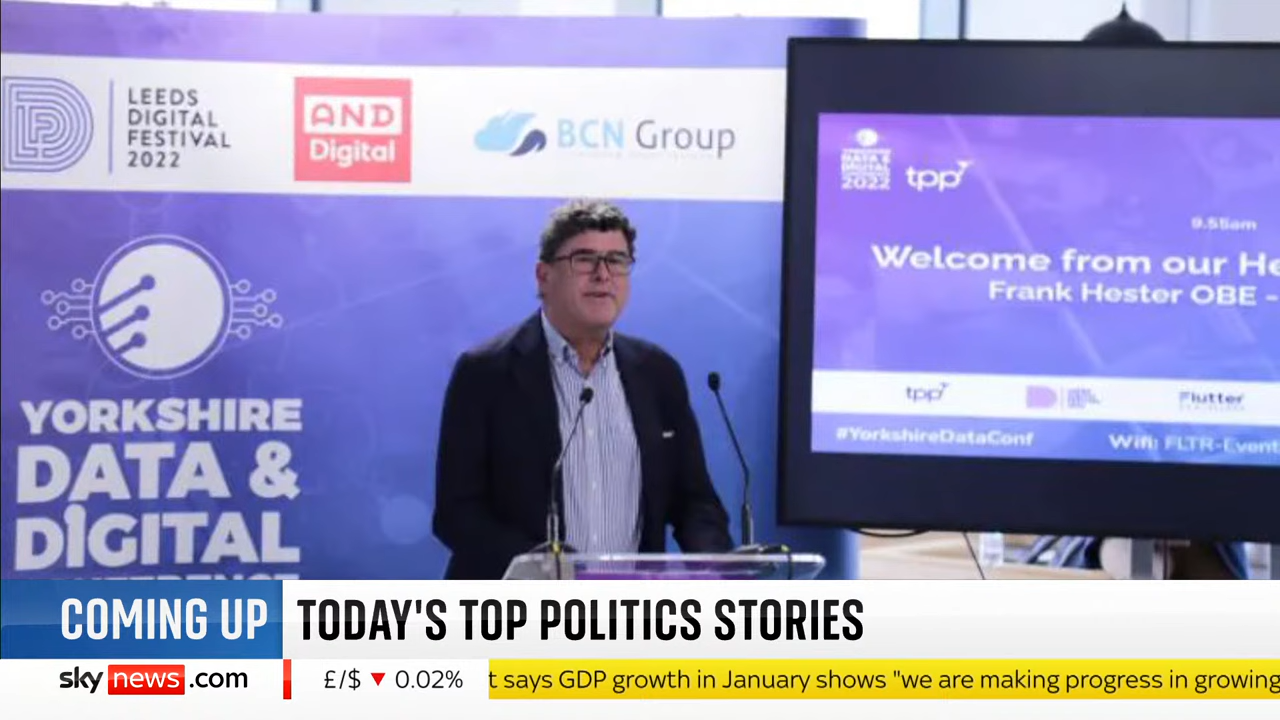 LEEDS
DIGITAL
FESTIVAL
2022
AND
Digital
BCN Group
YORKSHIRE
DATA &
DIGITAL
DATA &
2022
tpp
9.55am
Welcome from our He
Frank Hester OBE -
tpp
Flutter
#YorkshireDataConf
Wifi: FLTR-Event
COMING UP
TODAY'S TOP POLITICS STORIES
sky news.com
£/$ ▼ 0.02%
t says GDP growth in January shows "we are making progress in growing